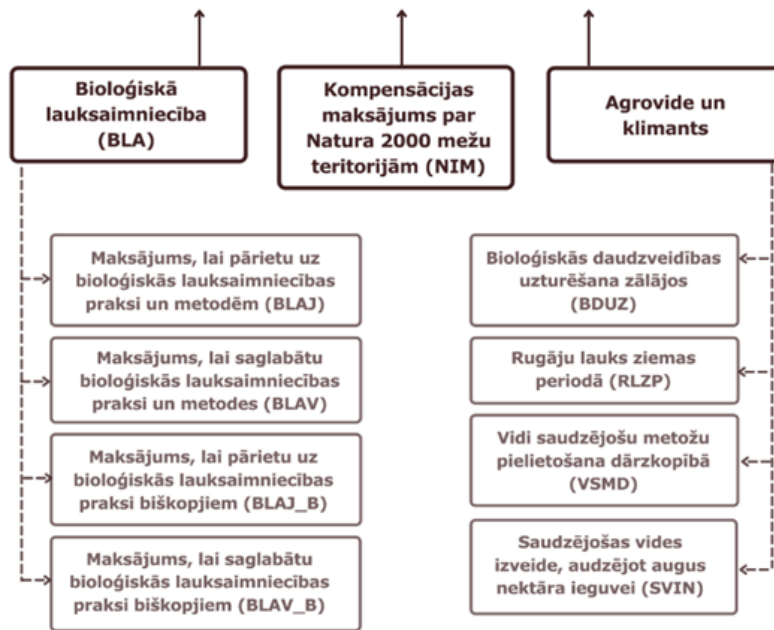 Bioloģiskā
lauksaimniecība
(BLA)
Kompensācijas
maksājums par
Natura 2000 mežu
teritorijām (NIM)
Agrovide un
klimants
Maksājums, lai pārietu uz
bioloģiskās lauksaimniecības
praksi un metodēm (BLAJ)
Maksājums, lai saglabātu
bioloģiskās lauksaimniecības
praksi un metodes (BLAV)
Maksājums, lai pārietu uz
bioloģiskās lauksaimniecības
praksi biškopjiem (BLAJ_B)
Maksājums, lai saglabātu
bioloģiskās lauksaimniecības
praksi biškopjiem (BLAV_B)
Bioloģiskās daudzveidības
uzturēšana zālājos
(BDUZ)
Rugāju lauks ziemas
periodā (RLZP)
Vidi saudzējošu metožu
pielietošana dārzkopībā
(VSMD)
Saudzējošas vides
izveide, audzējot augus
nektāra ieguvei (SVIN)